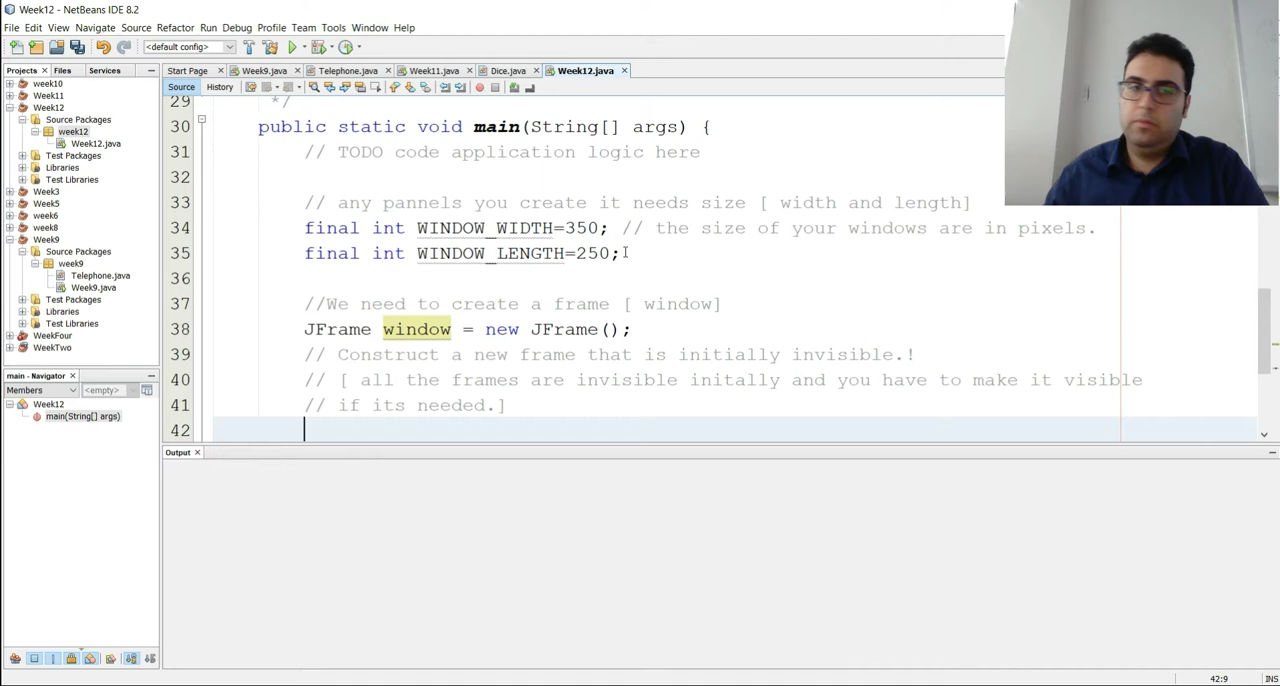 Week12 - NetBeans IDE 8.2
File Edit View Navigate Source Refactor Run Debug Profile Team Tools Window Help
<default config>
Projects Files Services
Start Page Week9.java Telephone.java Week11.java Dice.java Week12.java
Source History
week10
Week11
Week12
Source Packages
week12
Week12.java
Test Packages
Libraries
Test Libraries
Week3
Week5
week6
week8
Week9
Source Packages
week9
Telephone.java
Week9.java
Test Packages
Libraries
Test Libraries
WeekFour
WeekTwo
main - Navigator
Members <empty>
Week12
main(String[] args)
29 */
30 public static void main(String[] args) {
31 // TODO code application logic here
32
33 // any pannels you create it needs size [ width and length]
34 final int WINDOW_WIDTH=350; // the size of your windows are in pixels.
35 final int WINDOW_LENGTH=250;
36
37 //We need to create a frame [ window]
38 JFrame window = new JFrame();
39 // Construct a new frame that is initially invisible.!
40 // [ all the frames are invisible initally and you have to make it visible
41 // if its needed.]
42
Output
42:9 INS